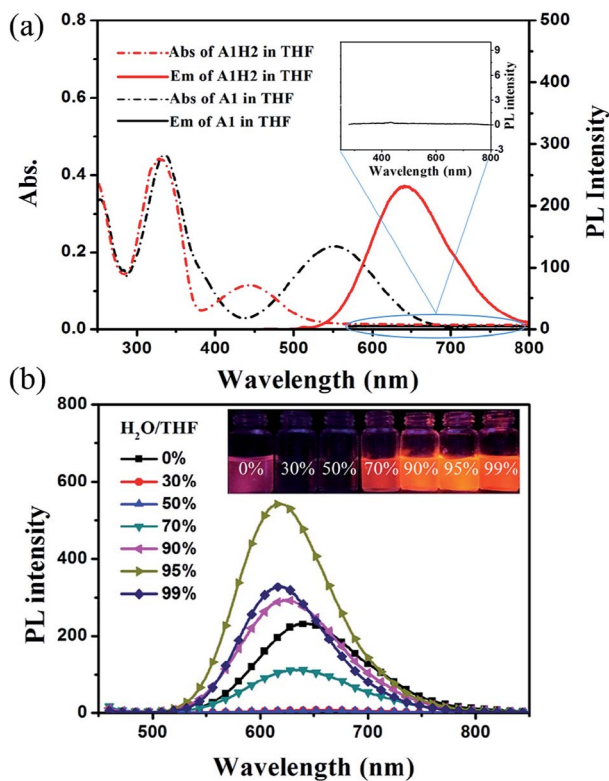 (a)
0.8
0.6
0.4
0.2
0.0
Abs.
Abs of A1H2 in THF
Em of A1H2 in THF
Abs of A1 in THF
Em of A1 in THF
9
6
3
0
-3
PL intensity
400 600 800
Wavelength (nm)
500
400
300
200
100
0
PL Intensity
300 400 500 600 700 800
Wavelength (nm)
(b)
800
600
400
200
0
PL intensity
H₂O/THF
0%
30%
50%
70%
90%
95%
99%
0% 30% 50% 70% 90% 95% 99%
500 600 700 800
Wavelength (nm)